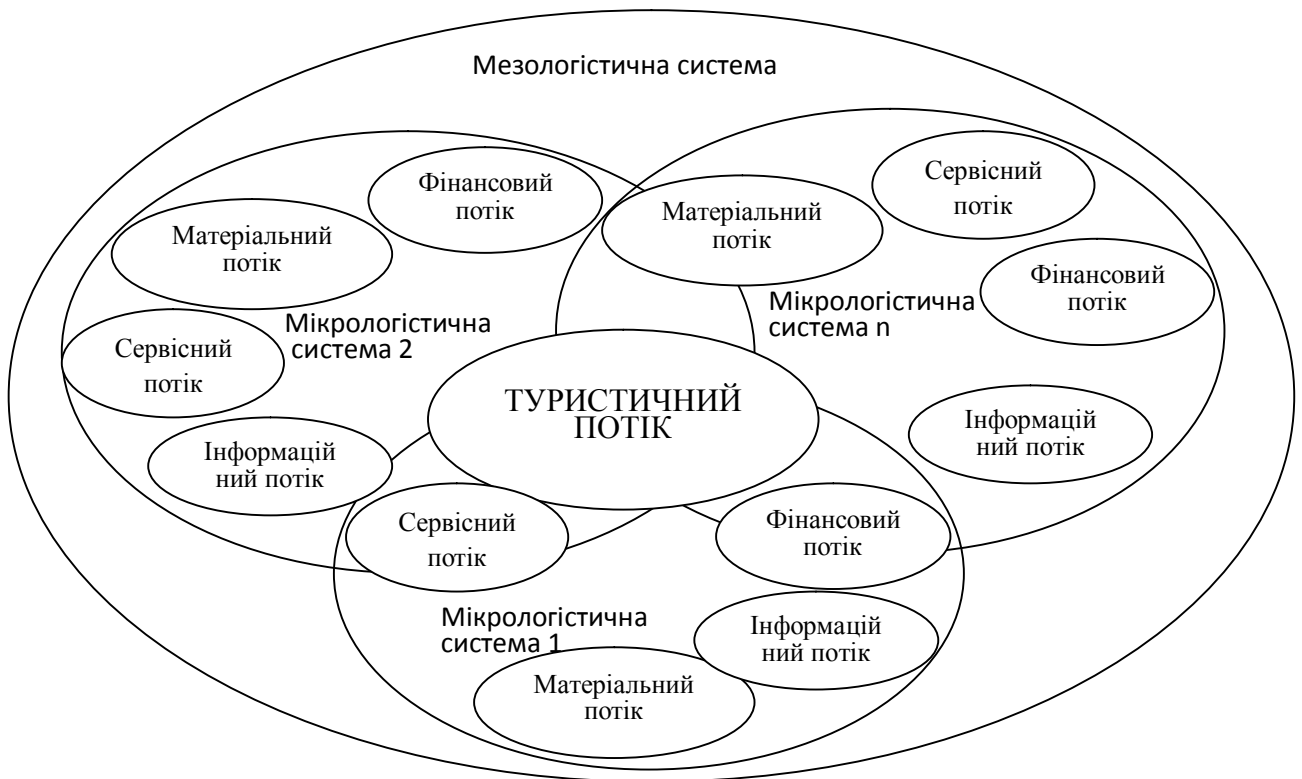 Мезологістична система
Фінансовий
потік
Матеріальний
потік
Сервісний
потік
Інформацій
ний потік
Мікрологістична
система 2
Матеріальний
потік
Сервісний
потік
Фінансовий
потік
Інформацій
ний потік
Мікрологістична
система n
ТУРИСТИЧНИЙ
ПОТІК
Сервісний
потік
Фінансовий
потік
Мікрологістична
система 1
Інформацій
ний потік
Матеріальний
потік